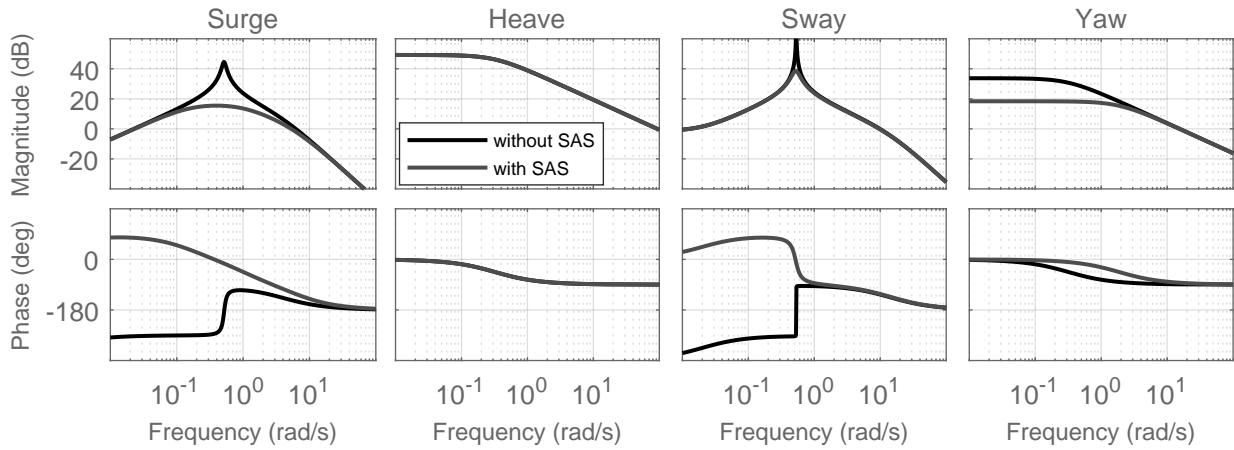 Surge Heave Sway Yaw
Magnitude (dB)
40
20
0
-20
without SAS
with SAS
Phase (deg)
0
-180
10^-1 10^0 10^1 10^-1 10^0 10^1 10^-1 10^0 10^1 10^-1 10^0 10^1
Frequency (rad/s) Frequency (rad/s) Frequency (rad/s) Frequency (rad/s)